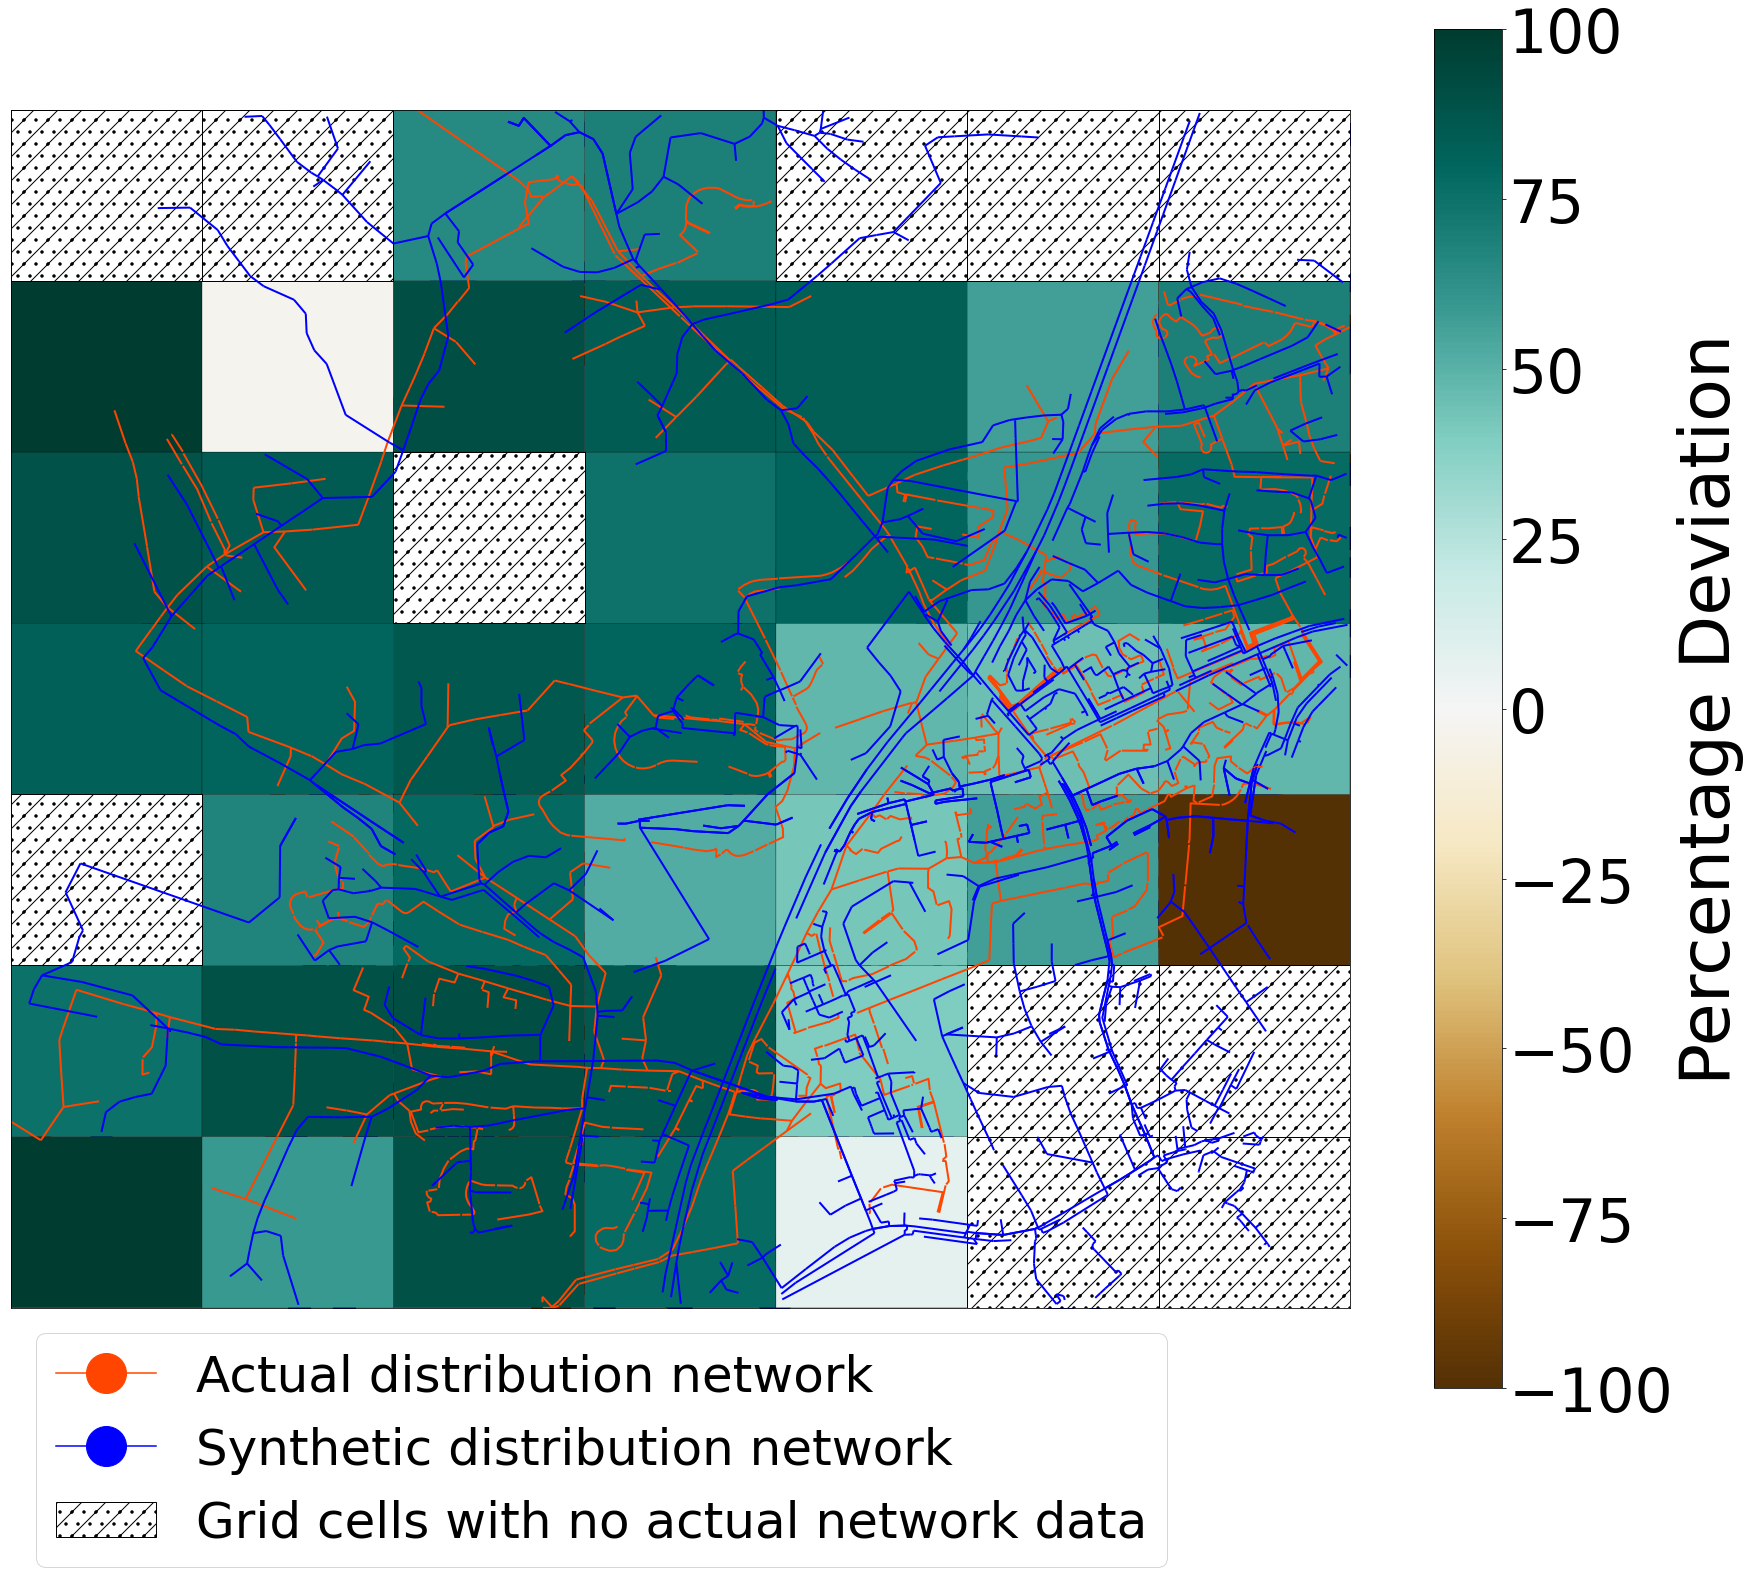 100
75
50
25
0
−25
−50
−75
−100
Percentage Deviation
Actual distribution network
Synthetic distribution network
Grid cells with no actual network data